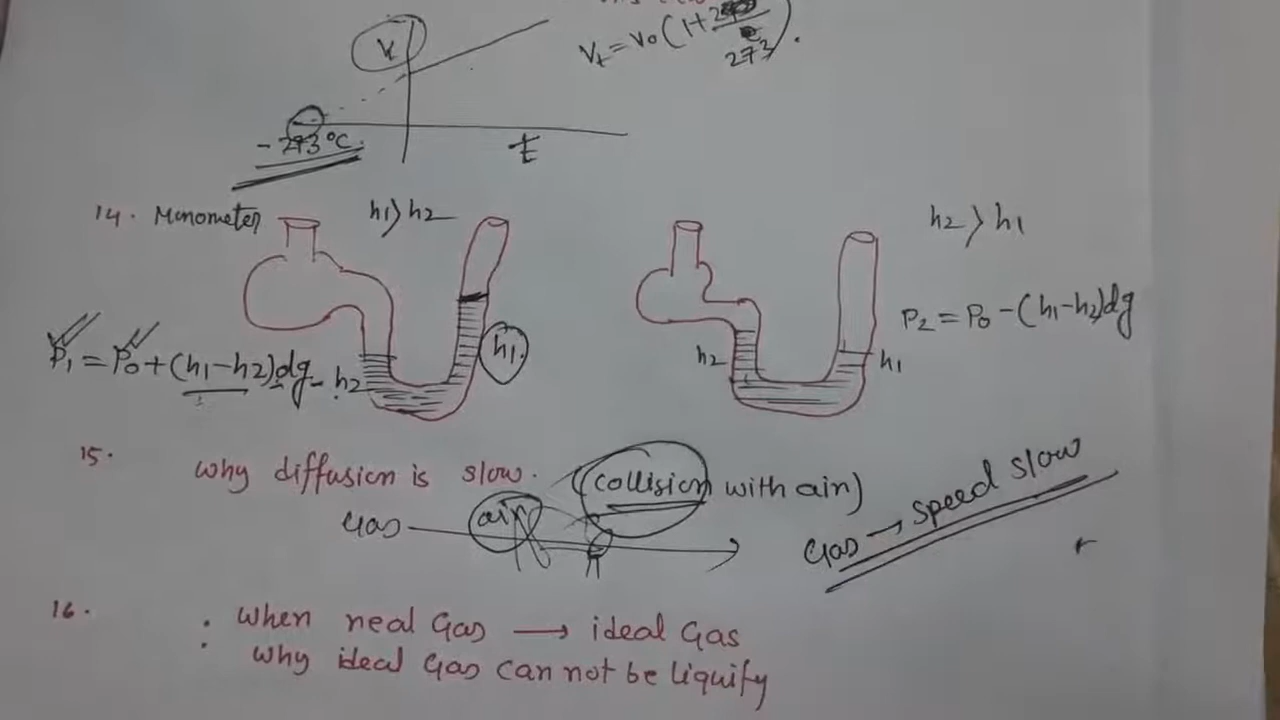 V
Vt = V0 (1+
273).
-273°C
t
14. Manometer
h1>h2
h2 > h1
P1 = P0 + (h1-h2)dg
h2
h1
h2
h1
P2 = P0 - (h1-h2)dg
15. why diffusion is slow. (collision with air)
Gas
air
Gas → speed slow
16. : when real Gas → ideal Gas
: why ideal Gas can not be liquify